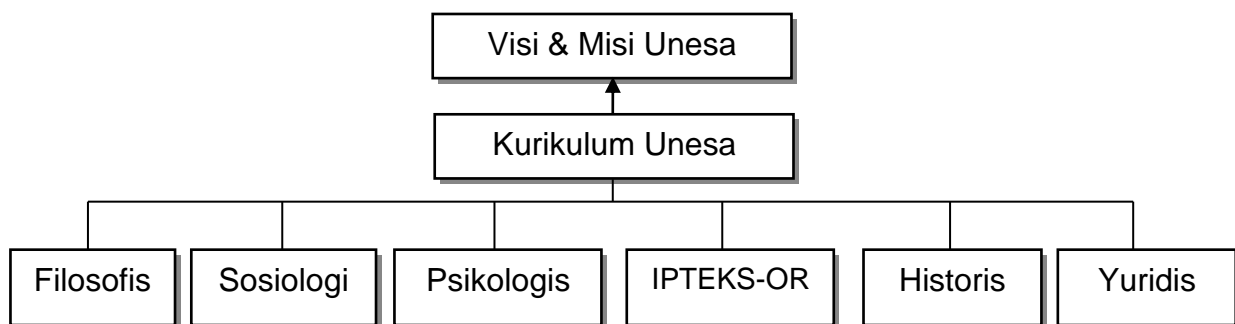 Visi & Misi Unesa
Kurikulum Unesa
Filosofis
Sosiologi
Psikologis
IPTEKS-OR
Historis
Yuridis